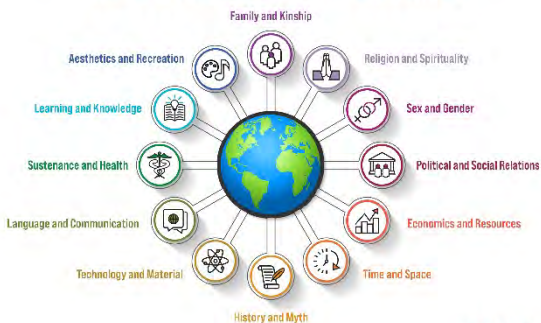 Family and Kinship
Aesthetics and Recreation
Religion and Spirituality
Learning and Knowledge
Sex and Gender
Sustenance and Health
Political and Social Relations
Language and Communication
Economics and Resources
Technology and Material
Time and Space
History and Myth